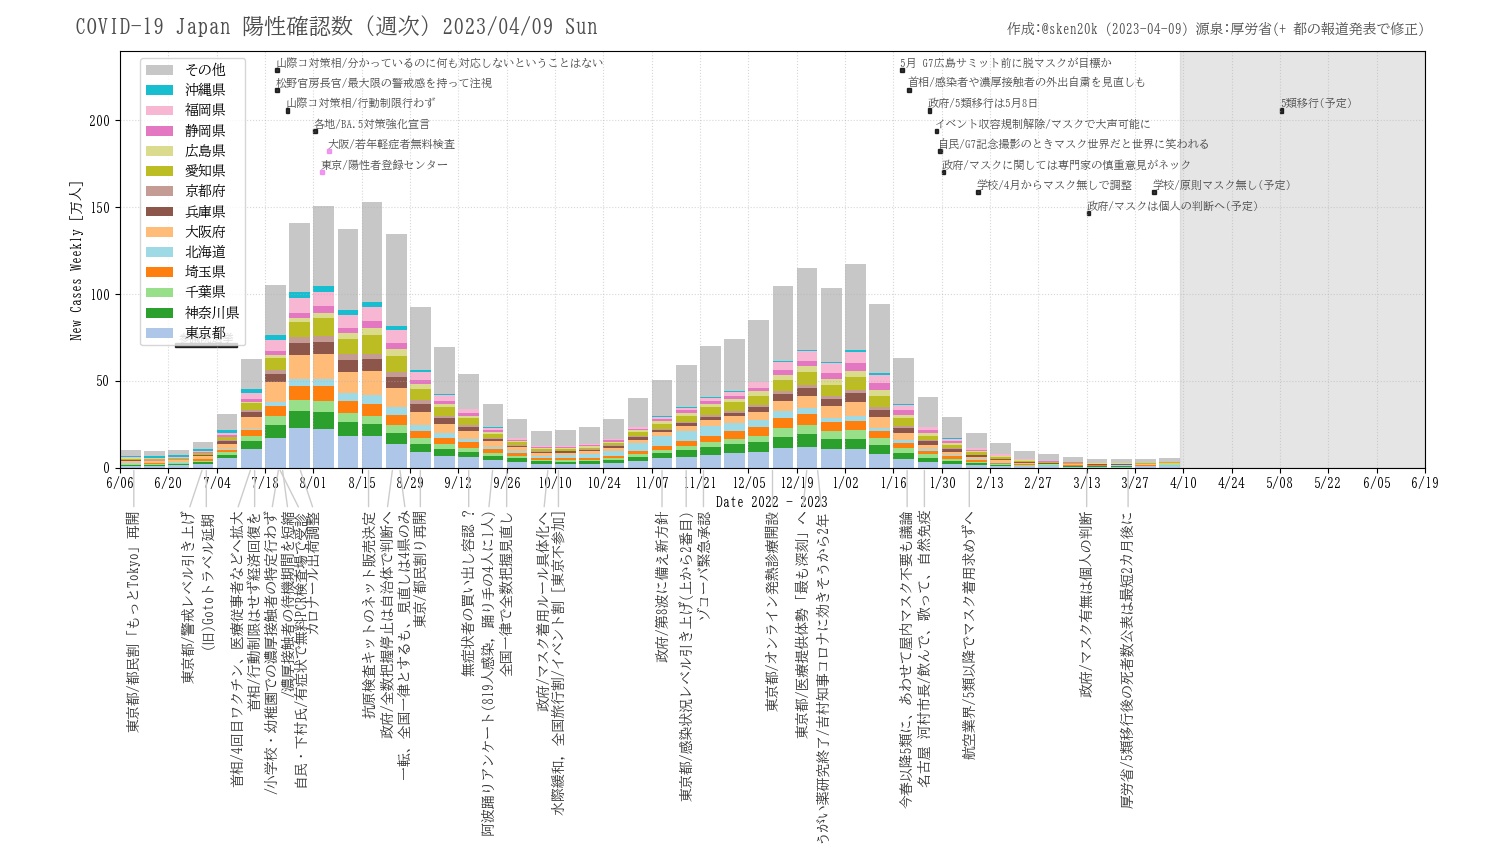 COVID-19 Japan 陽性確認数 (週次) 2023/04/09 Sun
作成:@sken20k (2023-04-09) 源泉:厚労省(+ 都の報道発表で修正)
New Cases Weekly [万人]
200
150
100
50
0
その他
沖縄県
福岡県
静岡県
広島県
愛知県
京都府
兵庫県
大阪府
北海道
埼玉県
千葉県
神奈川県
東京都
山際コ対策相/分かっているのに何も対応しないということはない
松野官房長官/最大限の警戒感を持って注視
山際コ対策相/行動制限行わず
各地/BA.5対策強化宣言
大阪/若年軽症者無料検査
東京/陽性者登録センター
5月 G7広島サミット前に脱マスクが目標か
首相/感染者や濃厚接触者の外出自粛を見直しも
政府/5類移行は5月8日
イベント収容規制解除/マスクで大声可能に
自民/G7記念撮影のときマスク世界だと世界に笑われる
政府/マスクに関しては専門家の慎重意見がネック
学校/4月からマスク無しで調整
学校/原則マスク無し(予定)
政府/マスクは個人の判断へ(予定)
5類移行(予定)
6/06 6/20 7/04 7/18 8/01 8/15 8/29 9/12 9/26 10/10 10/24 11/07 11/21 12/05 12/19 1/02 1/16 1/30 2/13 2/27 3/13 3/27 4/10 4/24 5/08 5/22 6/05 6/19
Date 2022 - 2023
東京都/都民割「もっとTokyo」再開
東京都/警戒レベル引き上げ
(旧)Gotoトラベル延期
首相/4回目ワクチン、医療従事者などへ拡大
首相/行動制限はせず経済回復を
/小学校・幼稚園での濃厚接触者の特定行わず
/濃厚接触者の待機期間を短縮
自民・下村氏/有症状で無料PCR検査場で受診
カロナール出荷調整
抗原検査キットのネット販売決定
政府/全数把握停止は自治体で判断へ
一転、全国一律とするも、見直しは4県のみ
東京/都民割り再開
無症状者の買い出し容認？
阿波踊りアンケート(819人感染, 踊り手の4人に1人)
全国一律で全数把握見直し
政府/マスク着用ルール具体化へ
水際緩和, 全国旅行割/イベント割 [東京不参加]
政府/第8波に備え新方針
東京都/感染状況レベル引き上げ(上から2番目)
ゾコーバ緊急承認
東京都/オンライン発熱診療開設
東京都/医療提供体勢「最も深刻」へ
うがい薬研究終了/吉村知事コロナに効きそうから2年
今春以降5類に、あわせて屋内マスク不要も議論
名古屋 河村市長/飲んで、歌って、自然免疫
航空業界/5類以降でマスク着用求めずへ
政府/マスク有無は個人の判断
厚労省/5類移行後の死者数公表は最短2カ月後に